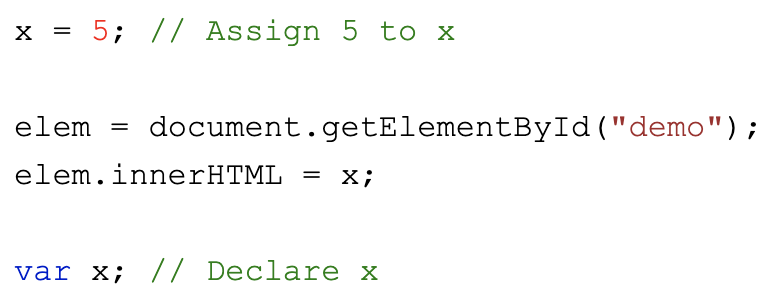 x = 5; // Assign 5 to x
elem = document.getElementById("demo");
elem.innerHTML = x;
var x; // Declare x